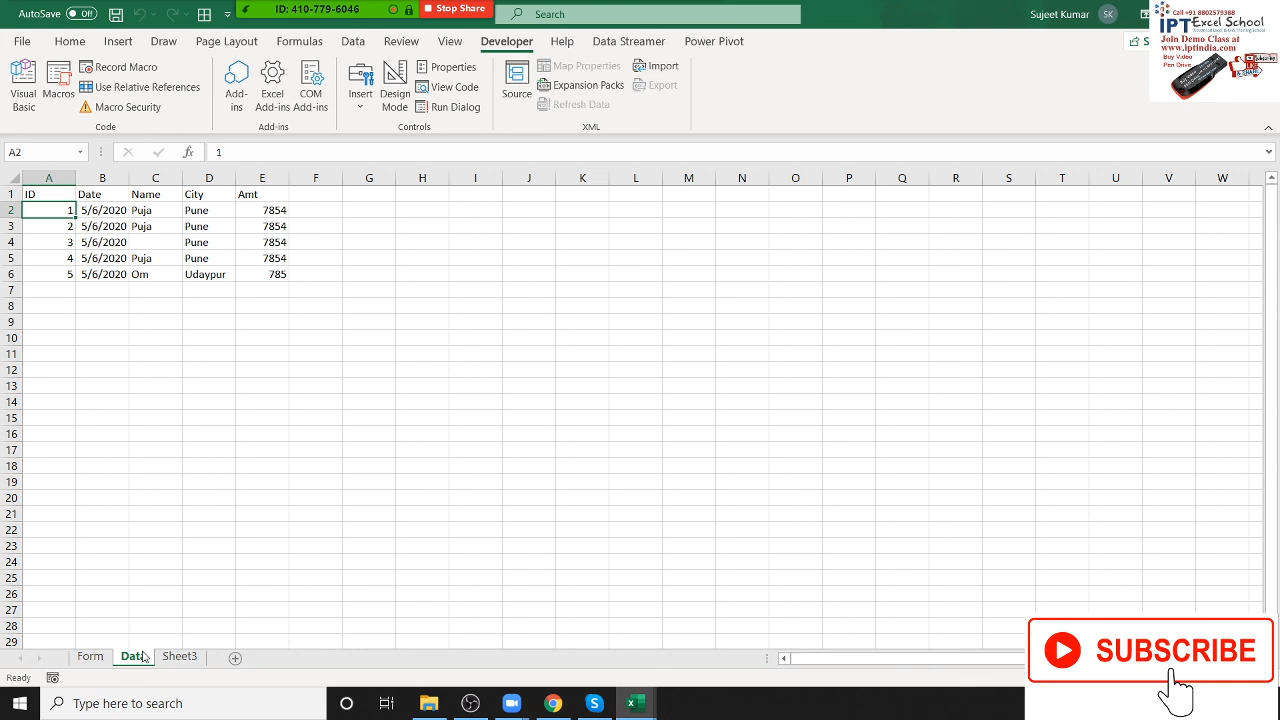 AutoSave Off
ID: 410-779-6046 Stop Share
Search
Sujeet Kumar SK
Call +91 8802579388
IPT Excel School
Join Demo Class at
www.iptindia.com
Buy Video
Pen Drive
File Home Insert Draw Page Layout Formulas Data Review View Developer Help Data Streamer Power Pivot
Visual Basic
Macros
Record Macro
Use Relative References
Macro Security
Code
Add-ins
Excel Add-ins
COM Add-ins
Add-ins
Insert
Design Mode
Properties
View Code
Run Dialog
Controls
Source
Map Properties
Expansion Packs
Refresh Data
Import
Export
XML
A2 fx 1
A B C D E F G H I J K L M N O P Q R S T U V W
1 ID Date Name City Amt
2 1 5/6/2020 Puja Pune 7854
3 2 5/6/2020 Puja Pune 7854
4 3 5/6/2020 Pune 7854
5 4 5/6/2020 Puja Pune 7854
6 5 5/6/2020 Om Udaypur 785
7
8
9
10
11
12
13
14
15
16
17
18
19
20
21
22
23
24
25
26
27
28
29
Form Data Sheet3
Ready
SUBSCRIBE
Type here to search